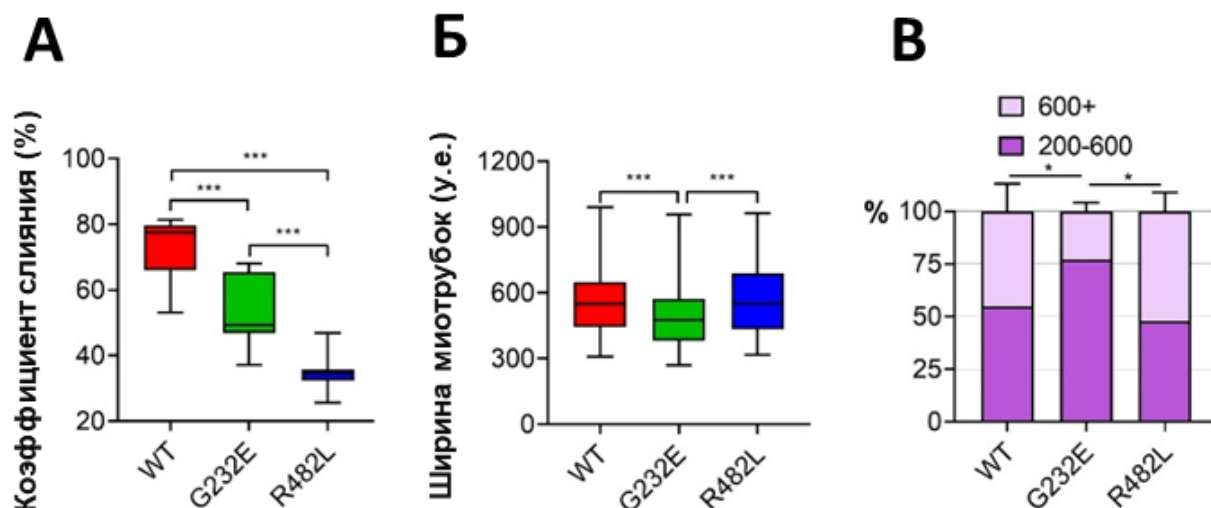 А
Коэффициент слияния (%)
100
80
60
40
20
***
***
***
WT
G232E
R482L
Б
Ширина миотрубок (у.е.)
1200
900
600
300
0
***
***
WT
G232E
R482L
В
600+
200-600
*
*
%
100
75
50
25
0
WT
G232E
R482L